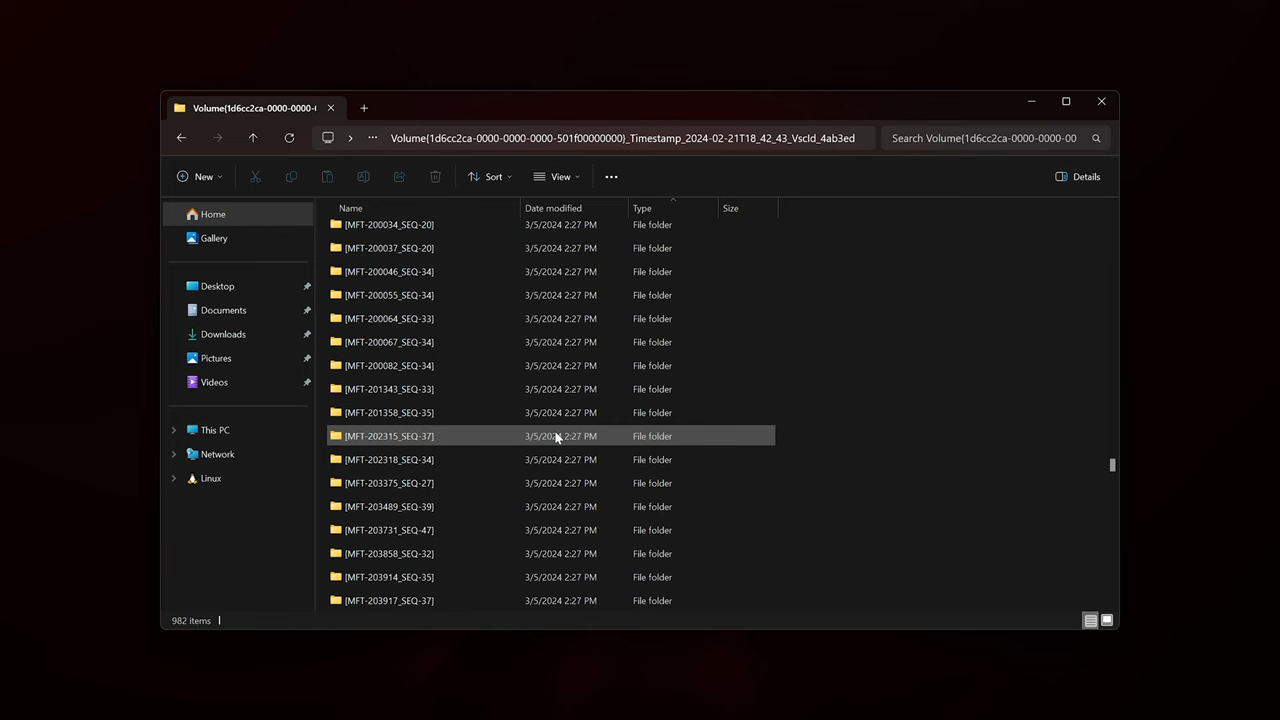 Volume{1d6cc2ca-0000-0000-
Volume{1d6cc2ca-0000-0000-0000-501f00000000}_Timestamp_2024-02-21T18_42_43_VscId_4ab3ed
Search Volume{1d6cc2ca-0000-0000-00
New
Sort
View
Details
Home
Gallery
Desktop
Documents
Downloads
Pictures
Videos
This PC
Network
Linux
Name Date modified Type Size
[MFT-200034_SEQ-20] 3/5/2024 2:27 PM File folder
[MFT-200037_SEQ-20] 3/5/2024 2:27 PM File folder
[MFT-200046_SEQ-34] 3/5/2024 2:27 PM File folder
[MFT-200055_SEQ-34] 3/5/2024 2:27 PM File folder
[MFT-200064_SEQ-33] 3/5/2024 2:27 PM File folder
[MFT-200067_SEQ-34] 3/5/2024 2:27 PM File folder
[MFT-200082_SEQ-34] 3/5/2024 2:27 PM File folder
[MFT-201343_SEQ-33] 3/5/2024 2:27 PM File folder
[MFT-201358_SEQ-35] 3/5/2024 2:27 PM File folder
[MFT-202315_SEQ-37] 3/5/2024 2:27 PM File folder
[MFT-202318_SEQ-34] 3/5/2024 2:27 PM File folder
[MFT-203375_SEQ-27] 3/5/2024 2:27 PM File folder
[MFT-203489_SEQ-39] 3/5/2024 2:27 PM File folder
[MFT-203731_SEQ-47] 3/5/2024 2:27 PM File folder
[MFT-203858_SEQ-32] 3/5/2024 2:27 PM File folder
[MFT-203914_SEQ-35] 3/5/2024 2:27 PM File folder
[MFT-203917_SEQ-37] 3/5/2024 2:27 PM File folder
982 items